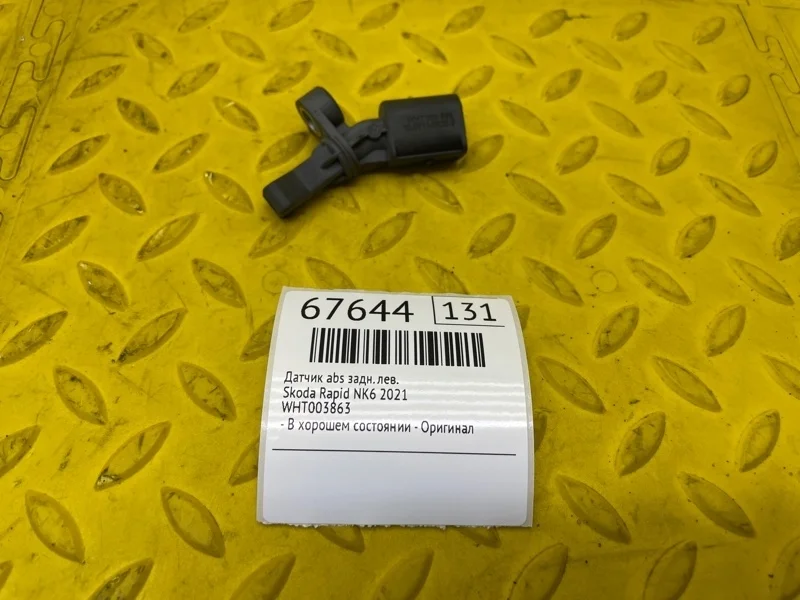 67644 131
Датчик abs задн.лев.
Skoda Rapid NK6 2021
WHT003863
- В хорошем состоянии - Оригинал